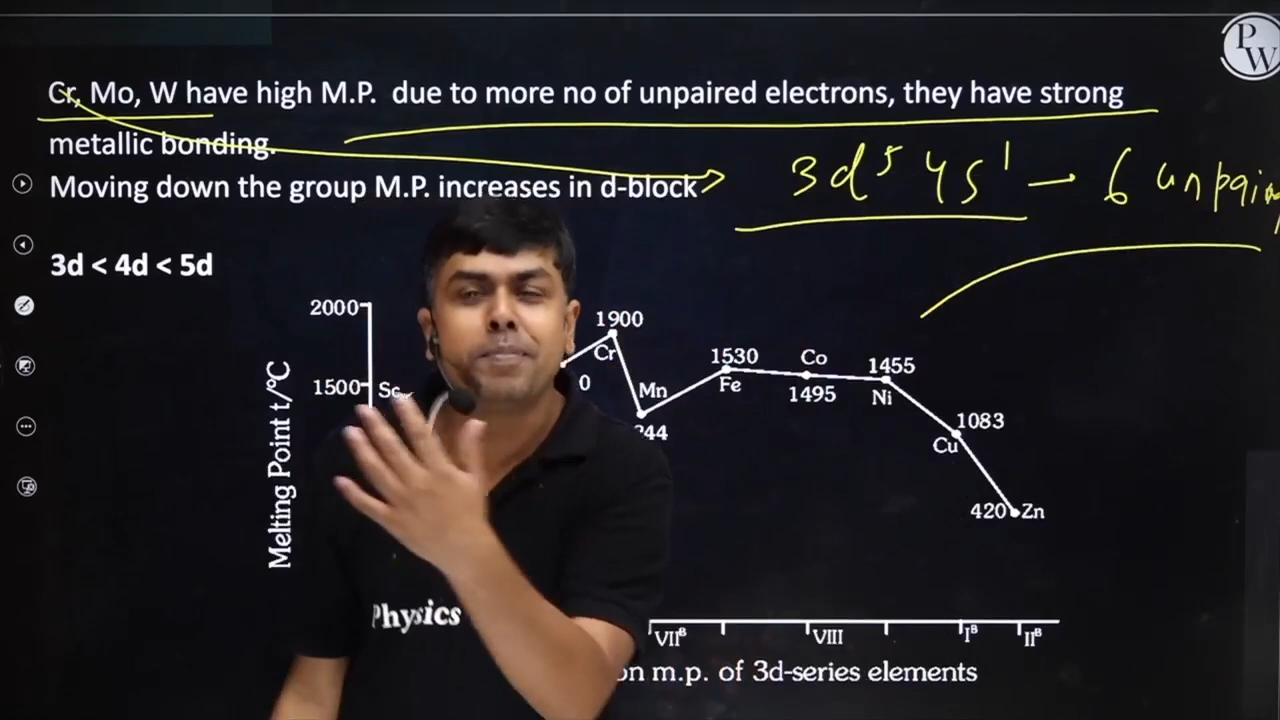 PW
Cr, Mo, W have high M.P. due to more no of unpaired electrons, they have strong
metallic bonding.
3d⁵ 4s¹ → 6
Moving down the group M.P. increases in d-block
3d < 4d < 5d
2000
1900
Cr
1500
Sc
0
Mn
1530
Fe
Co
1495
1455
Ni
1083
Cu
420 Zn
Melting Point t/°C
Physics
VIIᴮ
VIII
Iᴮ
IIᴮ
on m.p. of 3d-series elements